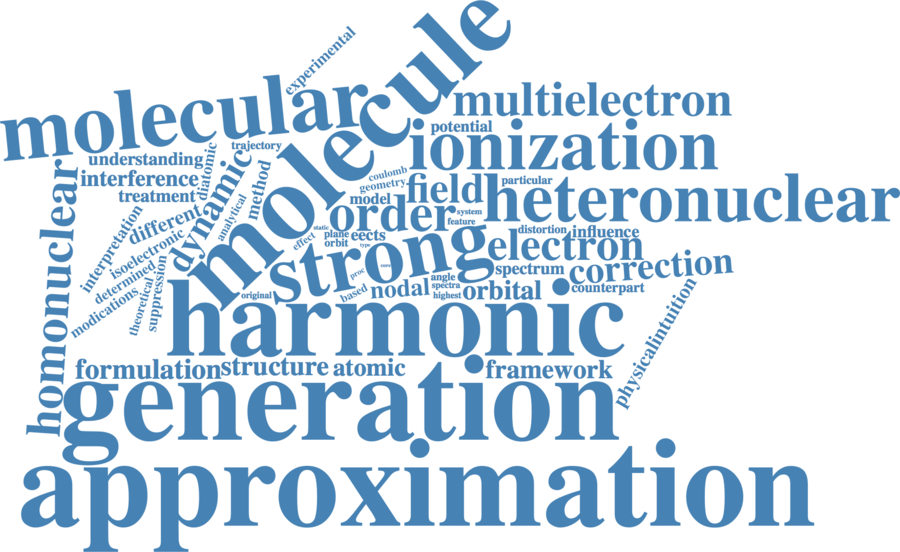 experimental
molecule
molecular
multielectron
potential
trajectory
ionization
understanding
diatomic
interference
coulomb
geometry
particular
treatment
method
dynamic
model
field
heteronuclear
homonuclear
analytical
order
system
feature
different
interpretation
static
plane
orbit
effect
eects
type
strong
distortion
influence
electron
isoelectronic
determined
modications
theoretical
suppression
proc
angle
spectra
highest
spectrum
correction
original
based
nodal
orbital
counterpart
harmonic
physicalintuition
formulation
structure
atomic
framework
generation
approximation